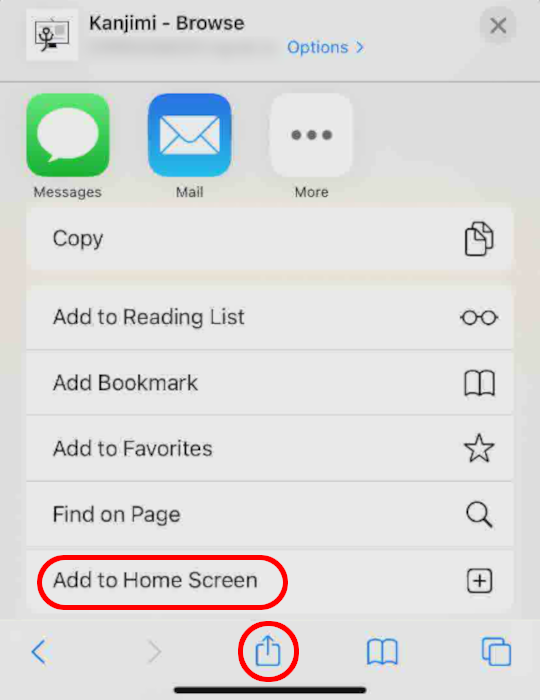 Kanjimi - Browse
Options >
Messages
Mail
More
Copy
Add to Reading List
Add Bookmark
Add to Favorites
Find on Page
Add to Home Screen